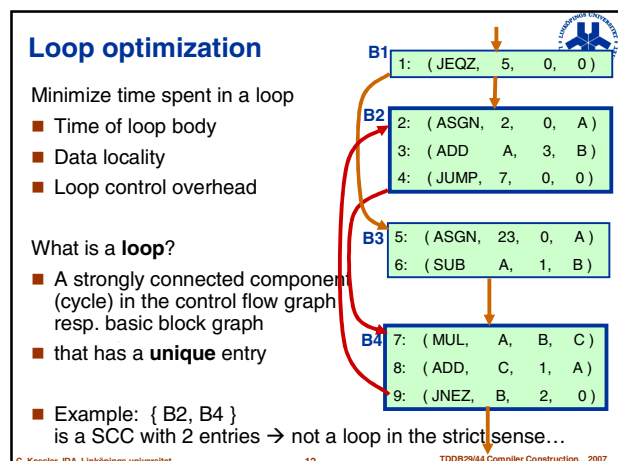 Loop optimization
Minimize time spent in a loop
■ Time of loop body
■ Data locality
■ Loop control overhead
What is a loop?
■ A strongly connected component
(cycle) in the control flow graph
resp. basic block graph
■ that has a unique entry
■ Example: { B2, B4 }
is a SCC with 2 entries → not a loop in the strict sense…
B1
1: ( JEQZ, 5, 0, 0 )
B2
2: ( ASGN, 2, 0, A )
3: ( ADD A, 3, B )
4: ( JUMP, 7, 0, 0 )
B3
5: ( ASGN, 23, 0, A )
6: ( SUB A, 1, B )
B4
7: ( MUL, A, B, C )
8: ( ADD, C, 1, A )
9: ( JNEZ, B, 2, 0 )
C. Kessler, IDA, Linköpings universitet. 12 TDDB29/44 Compiler Construction, 2007